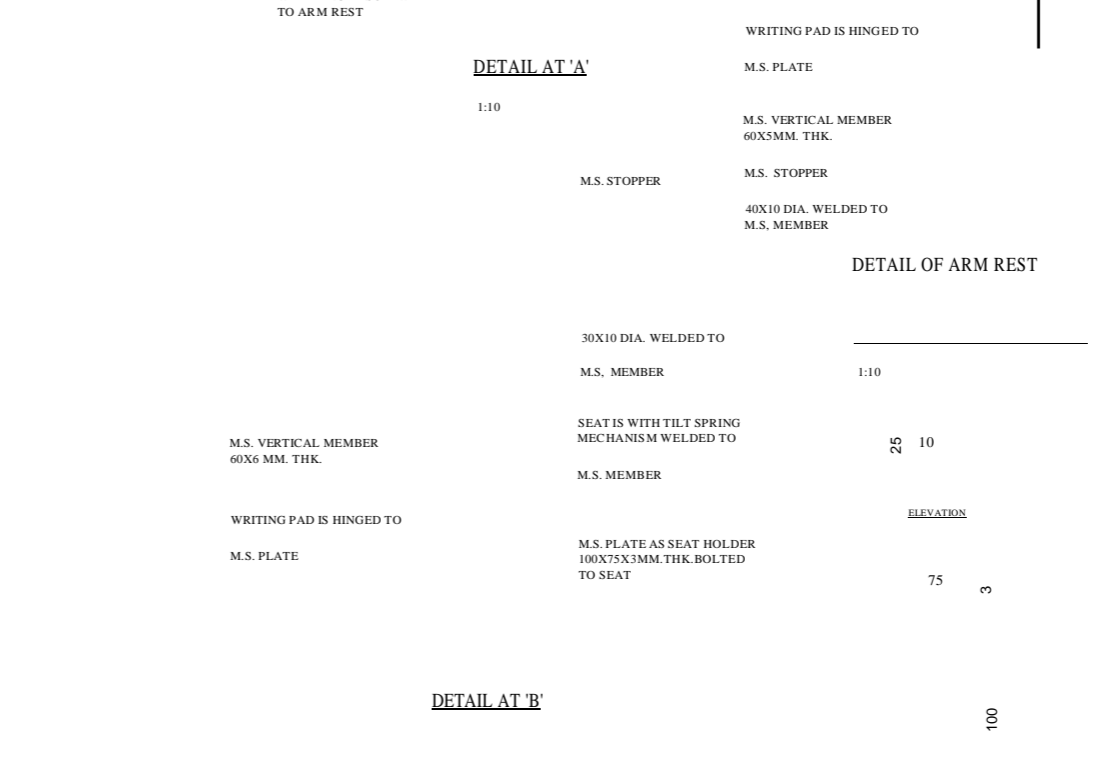 TO ARM REST
WRITING PAD IS HINGED TO
DETAIL AT 'A'
M.S. PLATE
1:10
M.S. VERTICAL MEMBER
60X5MM. THK.
M.S. STOPPER
M.S. STOPPER
40X10 DIA. WELDED TO
M.S, MEMBER
DETAIL OF ARM REST
30X10 DIA. WELDED TO
M.S, MEMBER
1:10
SEAT IS WITH TILT SPRING
MECHANISM WELDED TO
M.S. MEMBER
25
10
M.S. VERTICAL MEMBER
60X6 MM. THK.
ELEVATION
WRITING PAD IS HINGED TO
M.S. PLATE
M.S. PLATE AS SEAT HOLDER
100X75X3MM.THK.BOLTED
TO SEAT
75
3
DETAIL AT 'B'
100